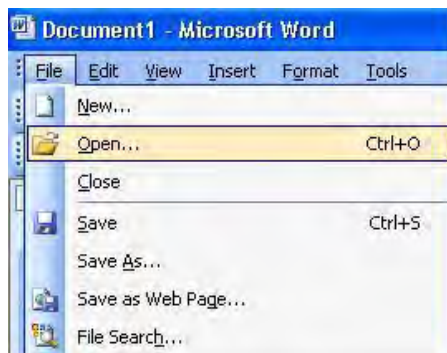 Document1 - Microsoft Word
File Edit View Insert Format Tools
New...
Open... Ctrl+O
Close
Save Ctrl+S
Save As...
Save as Web Page...
File Search...